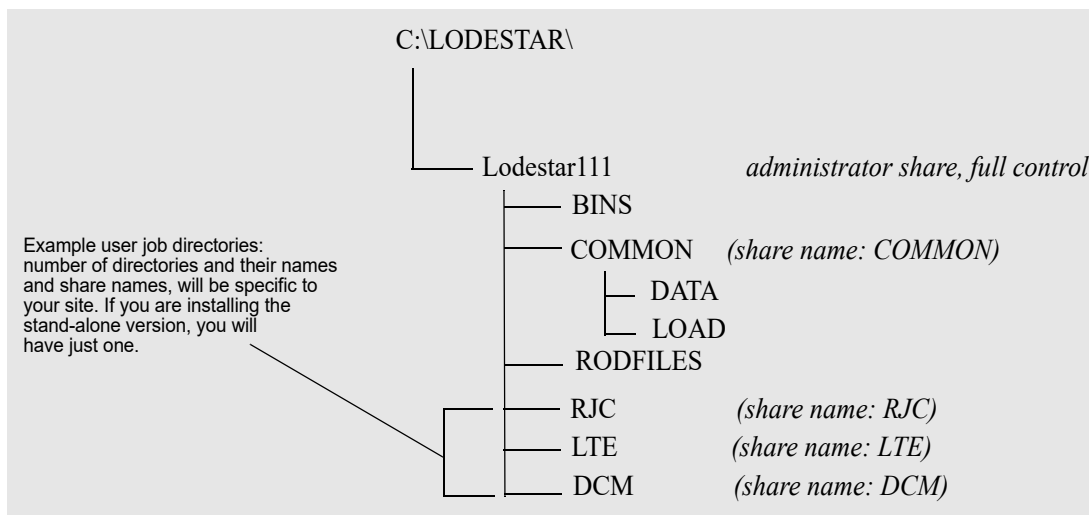 C:\LODESTAR\
Lodestar111 administrator share, full control
BINS
COMMON (share name: COMMON)
DATA
LOAD
RODFILES
RJC (share name: RJC)
LTE (share name: LTE)
DCM (share name: DCM)
Example user job directories:
number of directories and their names
and share names, will be specific to
your site. If you are installing the
stand-alone version, you will
have just one.